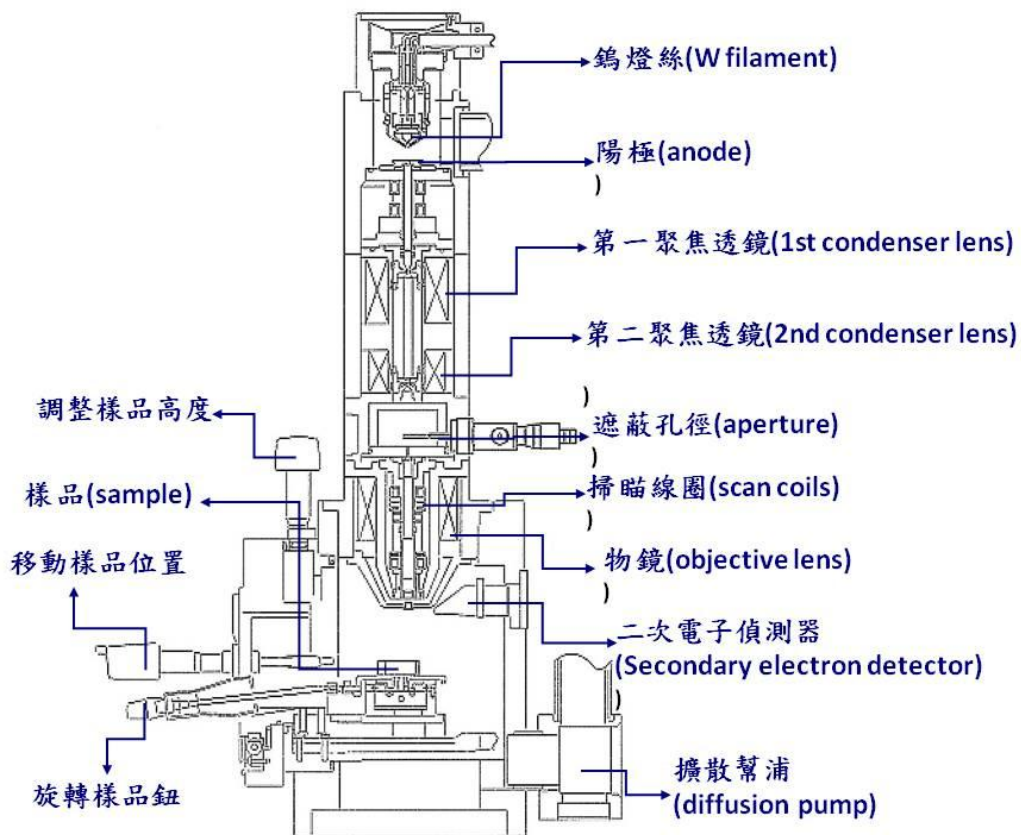 鎢燈絲(W filament)
陽極(anode)
)
第一聚焦透鏡(1st condenser lens)
第二聚焦透鏡(2nd condenser lens)
)
遮蔽孔徑(aperture)
)
掃瞄線圈(scan coils)
)
物鏡(objective lens)
)
二次電子偵測器
(Secondary electron detector)
)
擴散幫浦
(diffusion pump)
調整樣品高度
樣品(sample)
移動樣品位置
旋轉樣品鈕